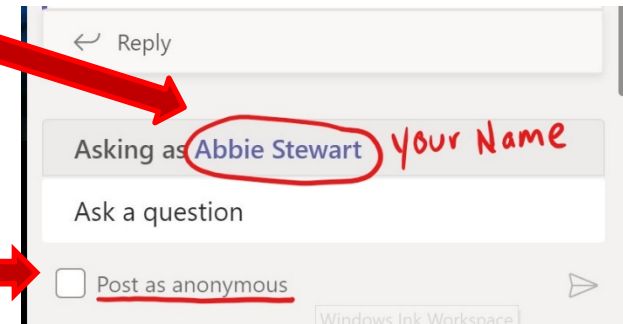 Reply
Asking as Abbie Stewart your Name
Ask a question
Post as anonymous
Windows Ink Workspace